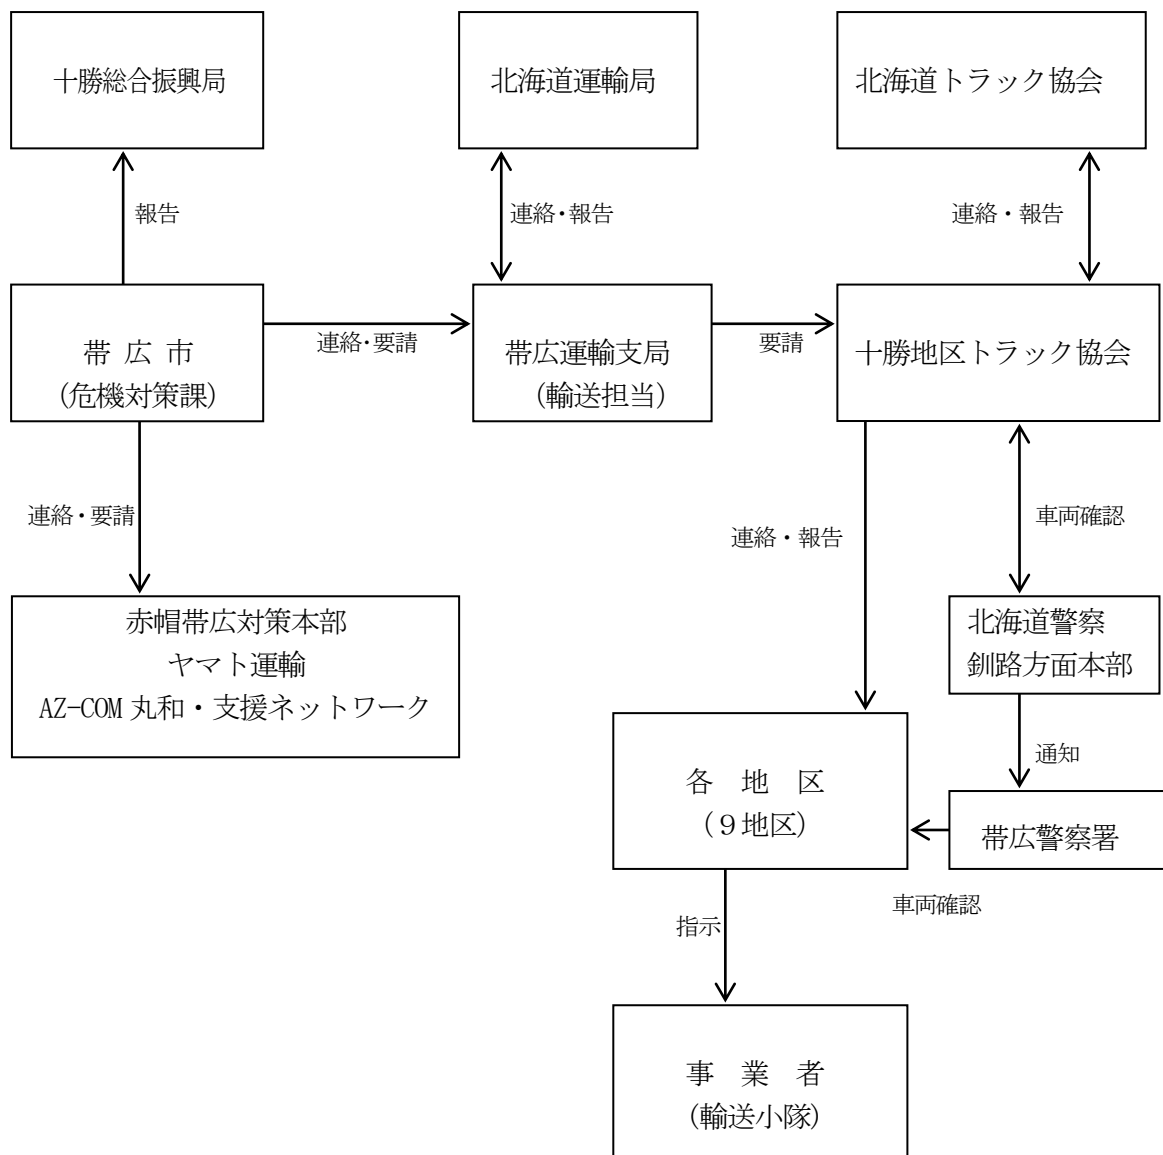 十勝総合振興局
北海道運輸局
北海道トラック協会
報告
連絡・報告
連絡・報告
帯 広 市
(危機対策課)
連絡・要請
帯広運輸支局
(輸送担当)
要請
十勝地区トラック協会
連絡・要請
連絡・報告
車両確認
赤帽帯広対策本部
ヤマト運輸
AZ-COM 丸和・支援ネットワーク
北海道警察
釧路方面本部
通知
各 地 区
(９地区)
帯広警察署
車両確認
指示
事 業 者
(輸送小隊)